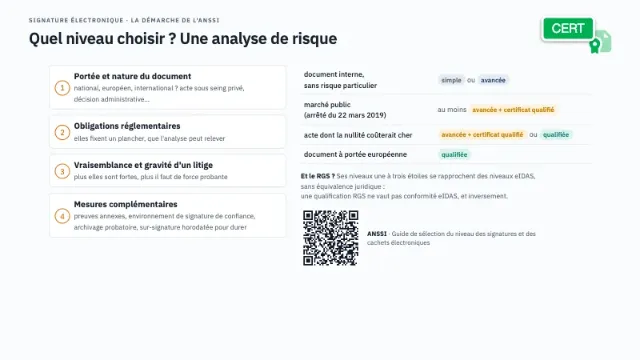 SIGNATURE ÉLECTRONIQUE · LA DÉMARCHE DE L'ANSSI
Quel niveau choisir ? Une analyse de risque
CERT
1
Portée et nature du document
national, européen, international ? acte sous seing privé,
décision administrative…
2
Obligations réglementaires
elles fixent un plancher, que l'analyse peut relever
3
Vraisemblance et gravité d'un litige
plus elles sont fortes, plus il faut de force probante
4
Mesures complémentaires
preuves annexes, environnement de signature de confiance,
archivage probatoire, sur-signature horodatée pour durer
document interne,
sans risque particulier
simple ou avancée
marché public
(arrêté du 22 mars 2019)
au moins avancée + certificat qualifié
acte dont la nullité coûterait cher
avancée + certificat qualifié ou qualifiée
document à portée européenne
qualifiée
Et le RGS ? Ses niveaux une à trois étoiles se rapprochent des niveaux eIDAS,
sans équivalence juridique :
une qualification RGS ne vaut pas conformité eIDAS, et inversement.
ANSSI · Guide de sélection du niveau des signatures et des
cachets électroniques